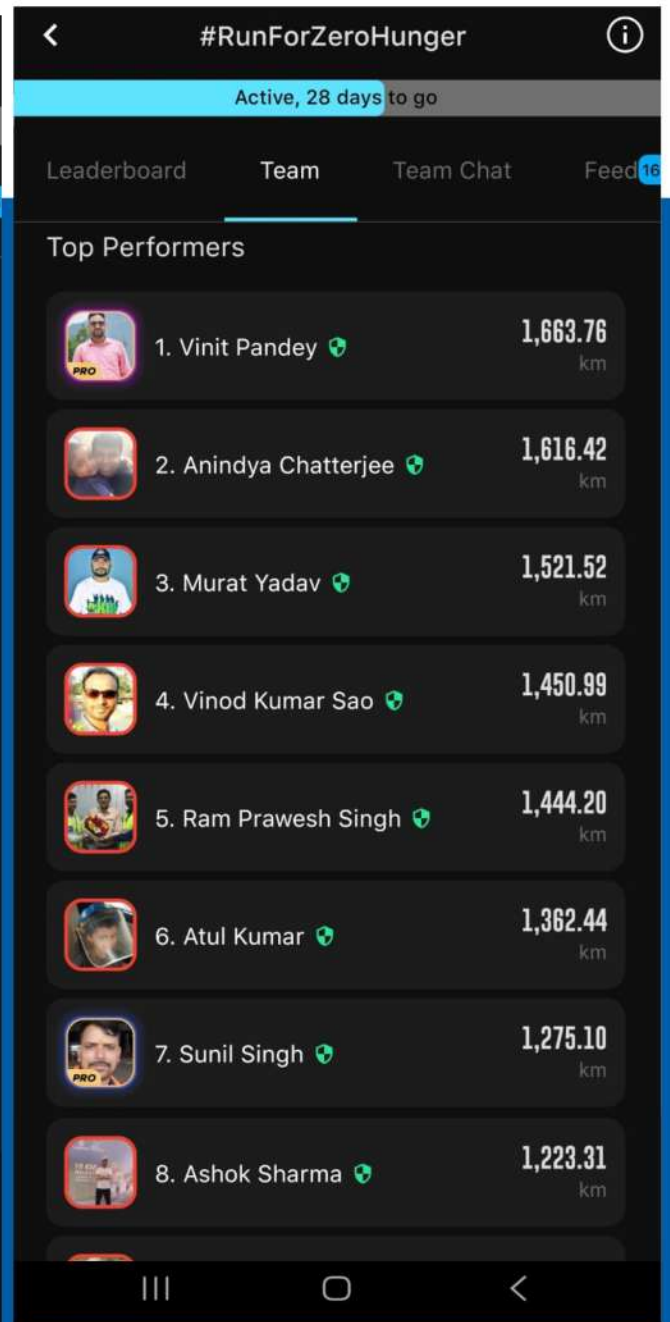 #RunForZeroHunger
Active, 28 days to go
Leaderboard Team Team Chat Feed 16
Top Performers
1. Vinit Pandey 1,663.76 km
PRO
2. Anindya Chatterjee 1,616.42 km
3. Murat Yadav 1,521.52 km
4. Vinod Kumar Sao 1,450.99 km
5. Ram Prawesh Singh 1,444.20 km
6. Atul Kumar 1,362.44 km
7. Sunil Singh 1,275.10 km
PRO
8. Ashok Sharma 1,223.31 km